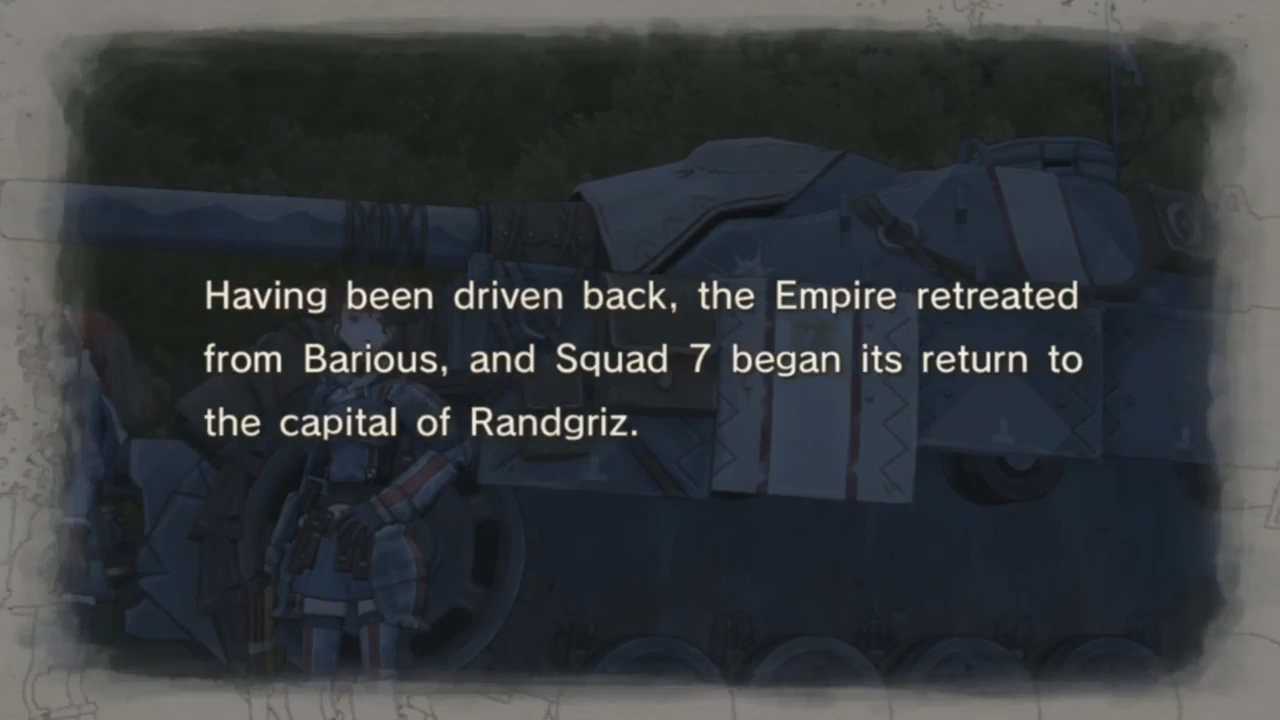 Having been driven back, the Empire retreated
from Barious, and Squad 7 began its return to
the capital of Randgriz.